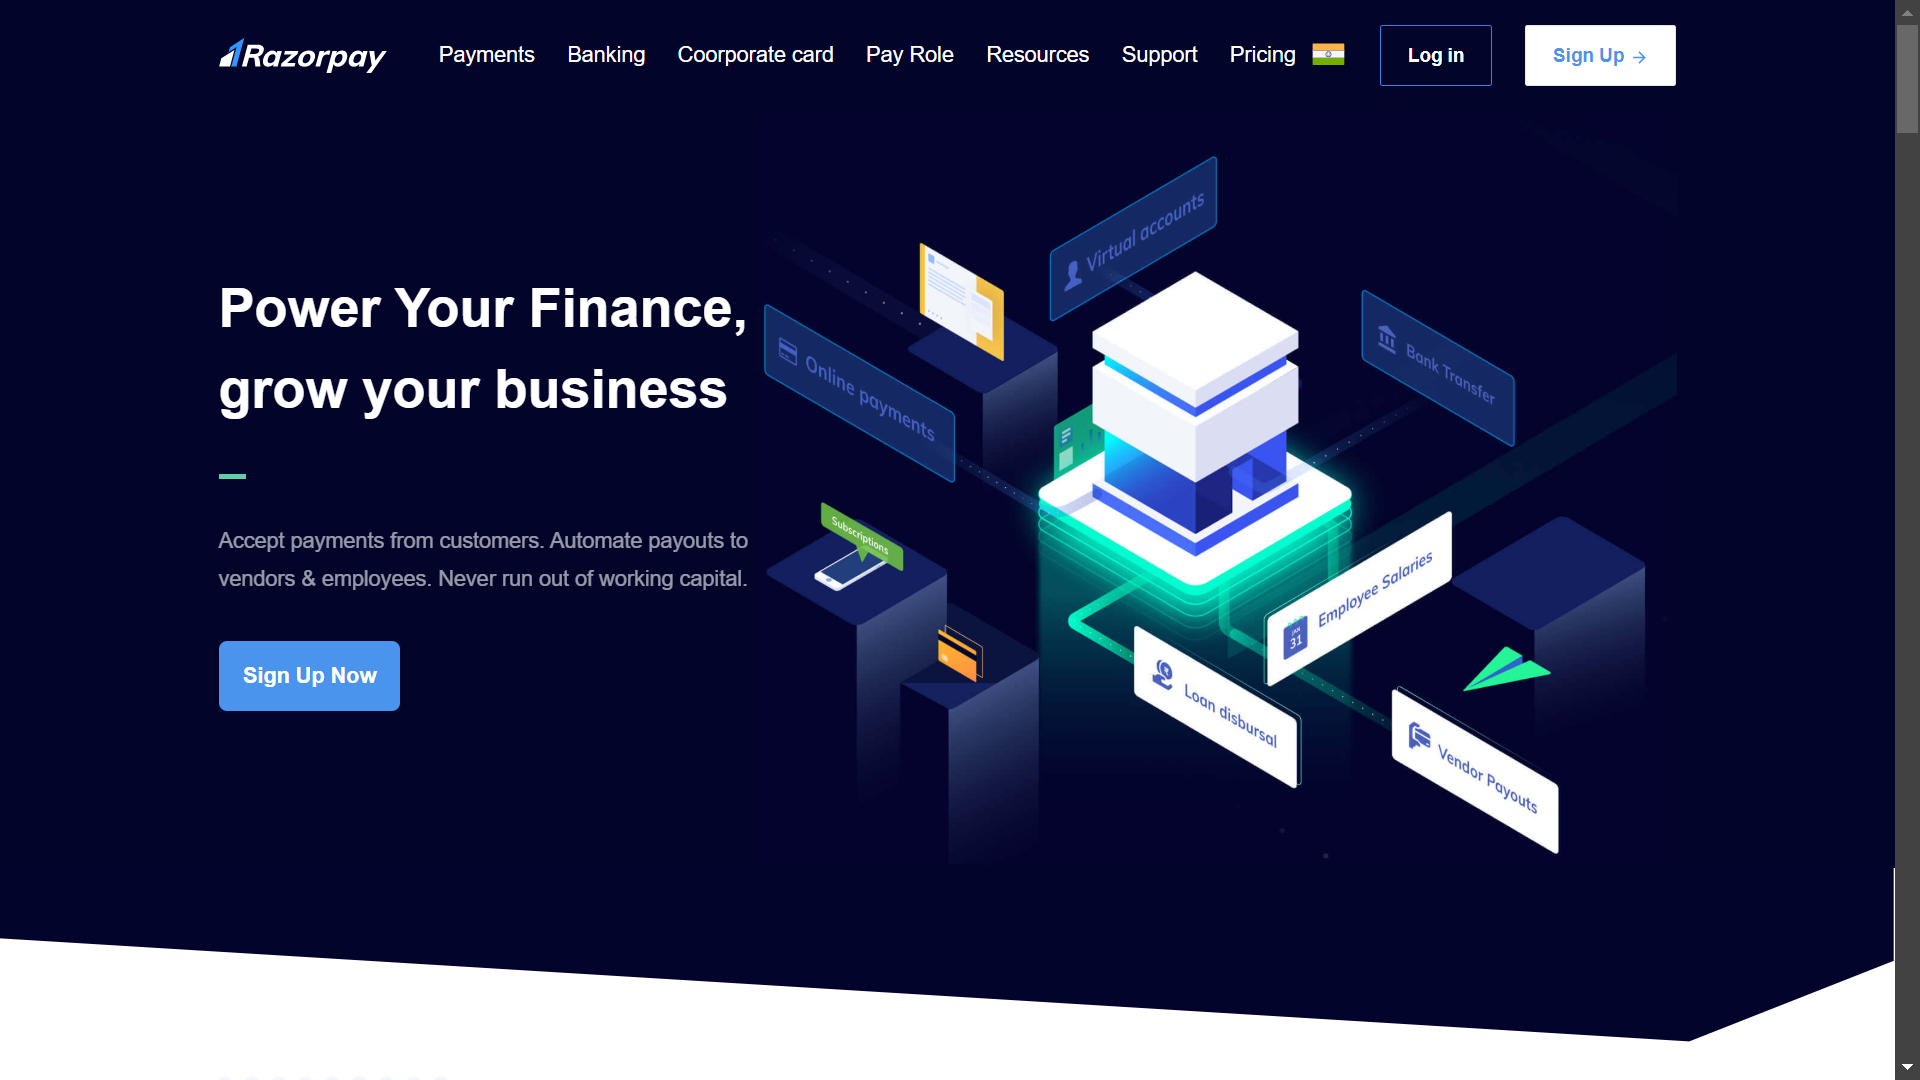 Razorpay
Payments Banking Coorporate card Pay Role Resources Support Pricing
Log in
Sign Up →
Power Your Finance,
grow your business
Accept payments from customers. Automate payouts to
vendors & employees. Never run out of working capital.
Sign Up Now
Virtual accounts
Online payments
Bank Transfer
Subscriptions
JAN
31
Employee Salaries
Loan disbursal
Vendor Payouts